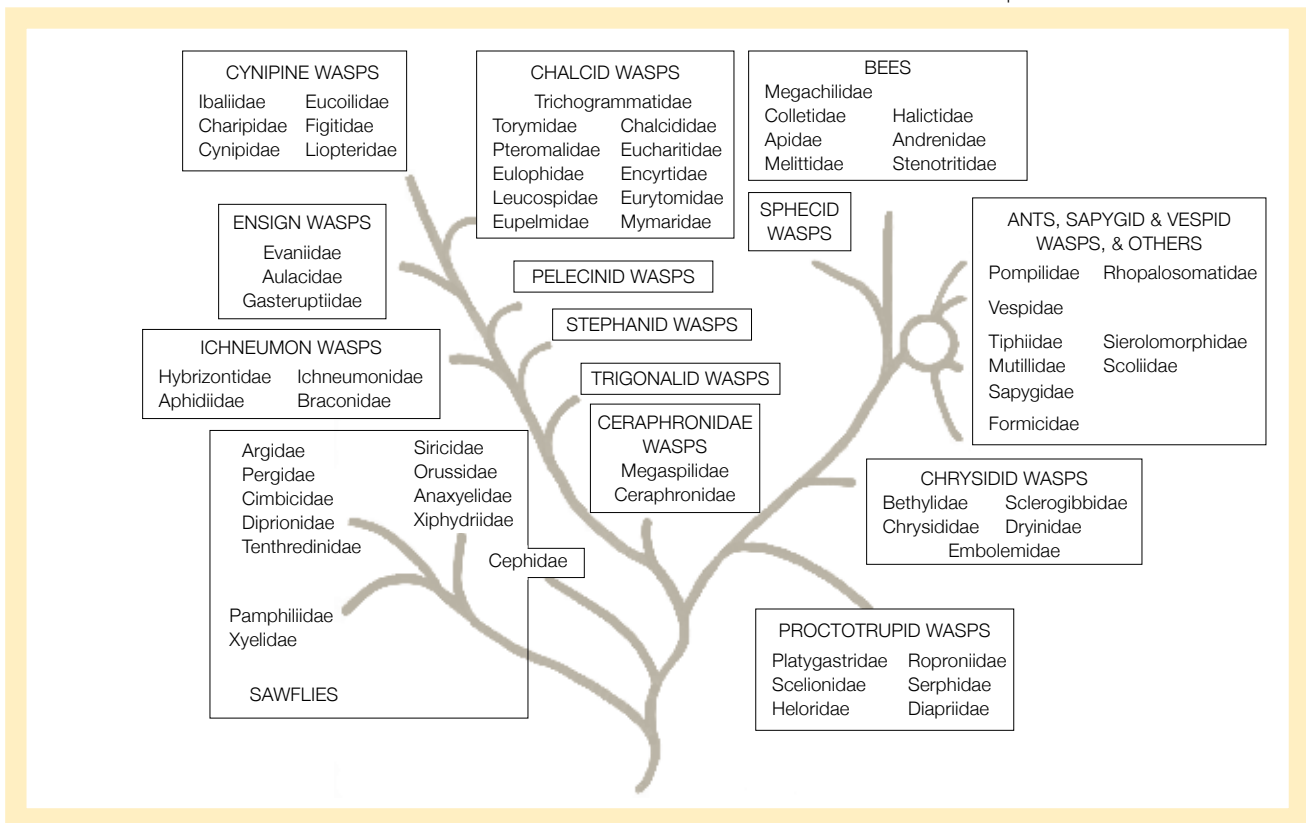 CYNIPINE WASPS
Ibaliidae Eucoilidae
Charipidae Figitidae
Cynipidae Liopteridae
CHALCID WASPS
Trichogrammatidae
Torymidae Chalcididae
Pteromalidae Eucharitidae
Eulophidae Encyrtidae
Leucospidae Eurytomidae
Eupelmidae Mymaridae
BEES
Megachilidae
Colletidae Halictidae
Apidae Andrenidae
Melittidae Stenotritidae
ENSIGN WASPS
Evaniidae
Aulacidae
Gasteruptiidae
SPHECID
WASPS
ANTS, SAPYGID & VESPID
WASPS, & OTHERS
Pompilidae Rhopalosomatidae
Vespidae
Tiphiidae Sierolomorphidae
Mutillidae Scoliidae
Sapygidae
Formicidae
PELECINID WASPS
STEPHANID WASPS
ICHNEUMON WASPS
Hybrizontidae Ichneumonidae
Aphidiidae Braconidae
TRIGONALID WASPS
CERAPHRONIDAE
WASPS
Megaspilidae
Ceraphronidae
Argidae Siricidae
Pergidae Orussidae
Cimbicidae Anaxyelidae
Diprionidae Xiphydriidae
Tenthredinidae
Cephidae
Pamphiliidae
Xyelidae
SAWFLIES
CHRYSIDID WASPS
Bethylidae Sclerogibbidae
Chrysididae Dryinidae
Embolemidae
PROCTOTRUPID WASPS
Platygastridae Roproniidae
Scelionidae Serphidae
Heloridae Diapriidae